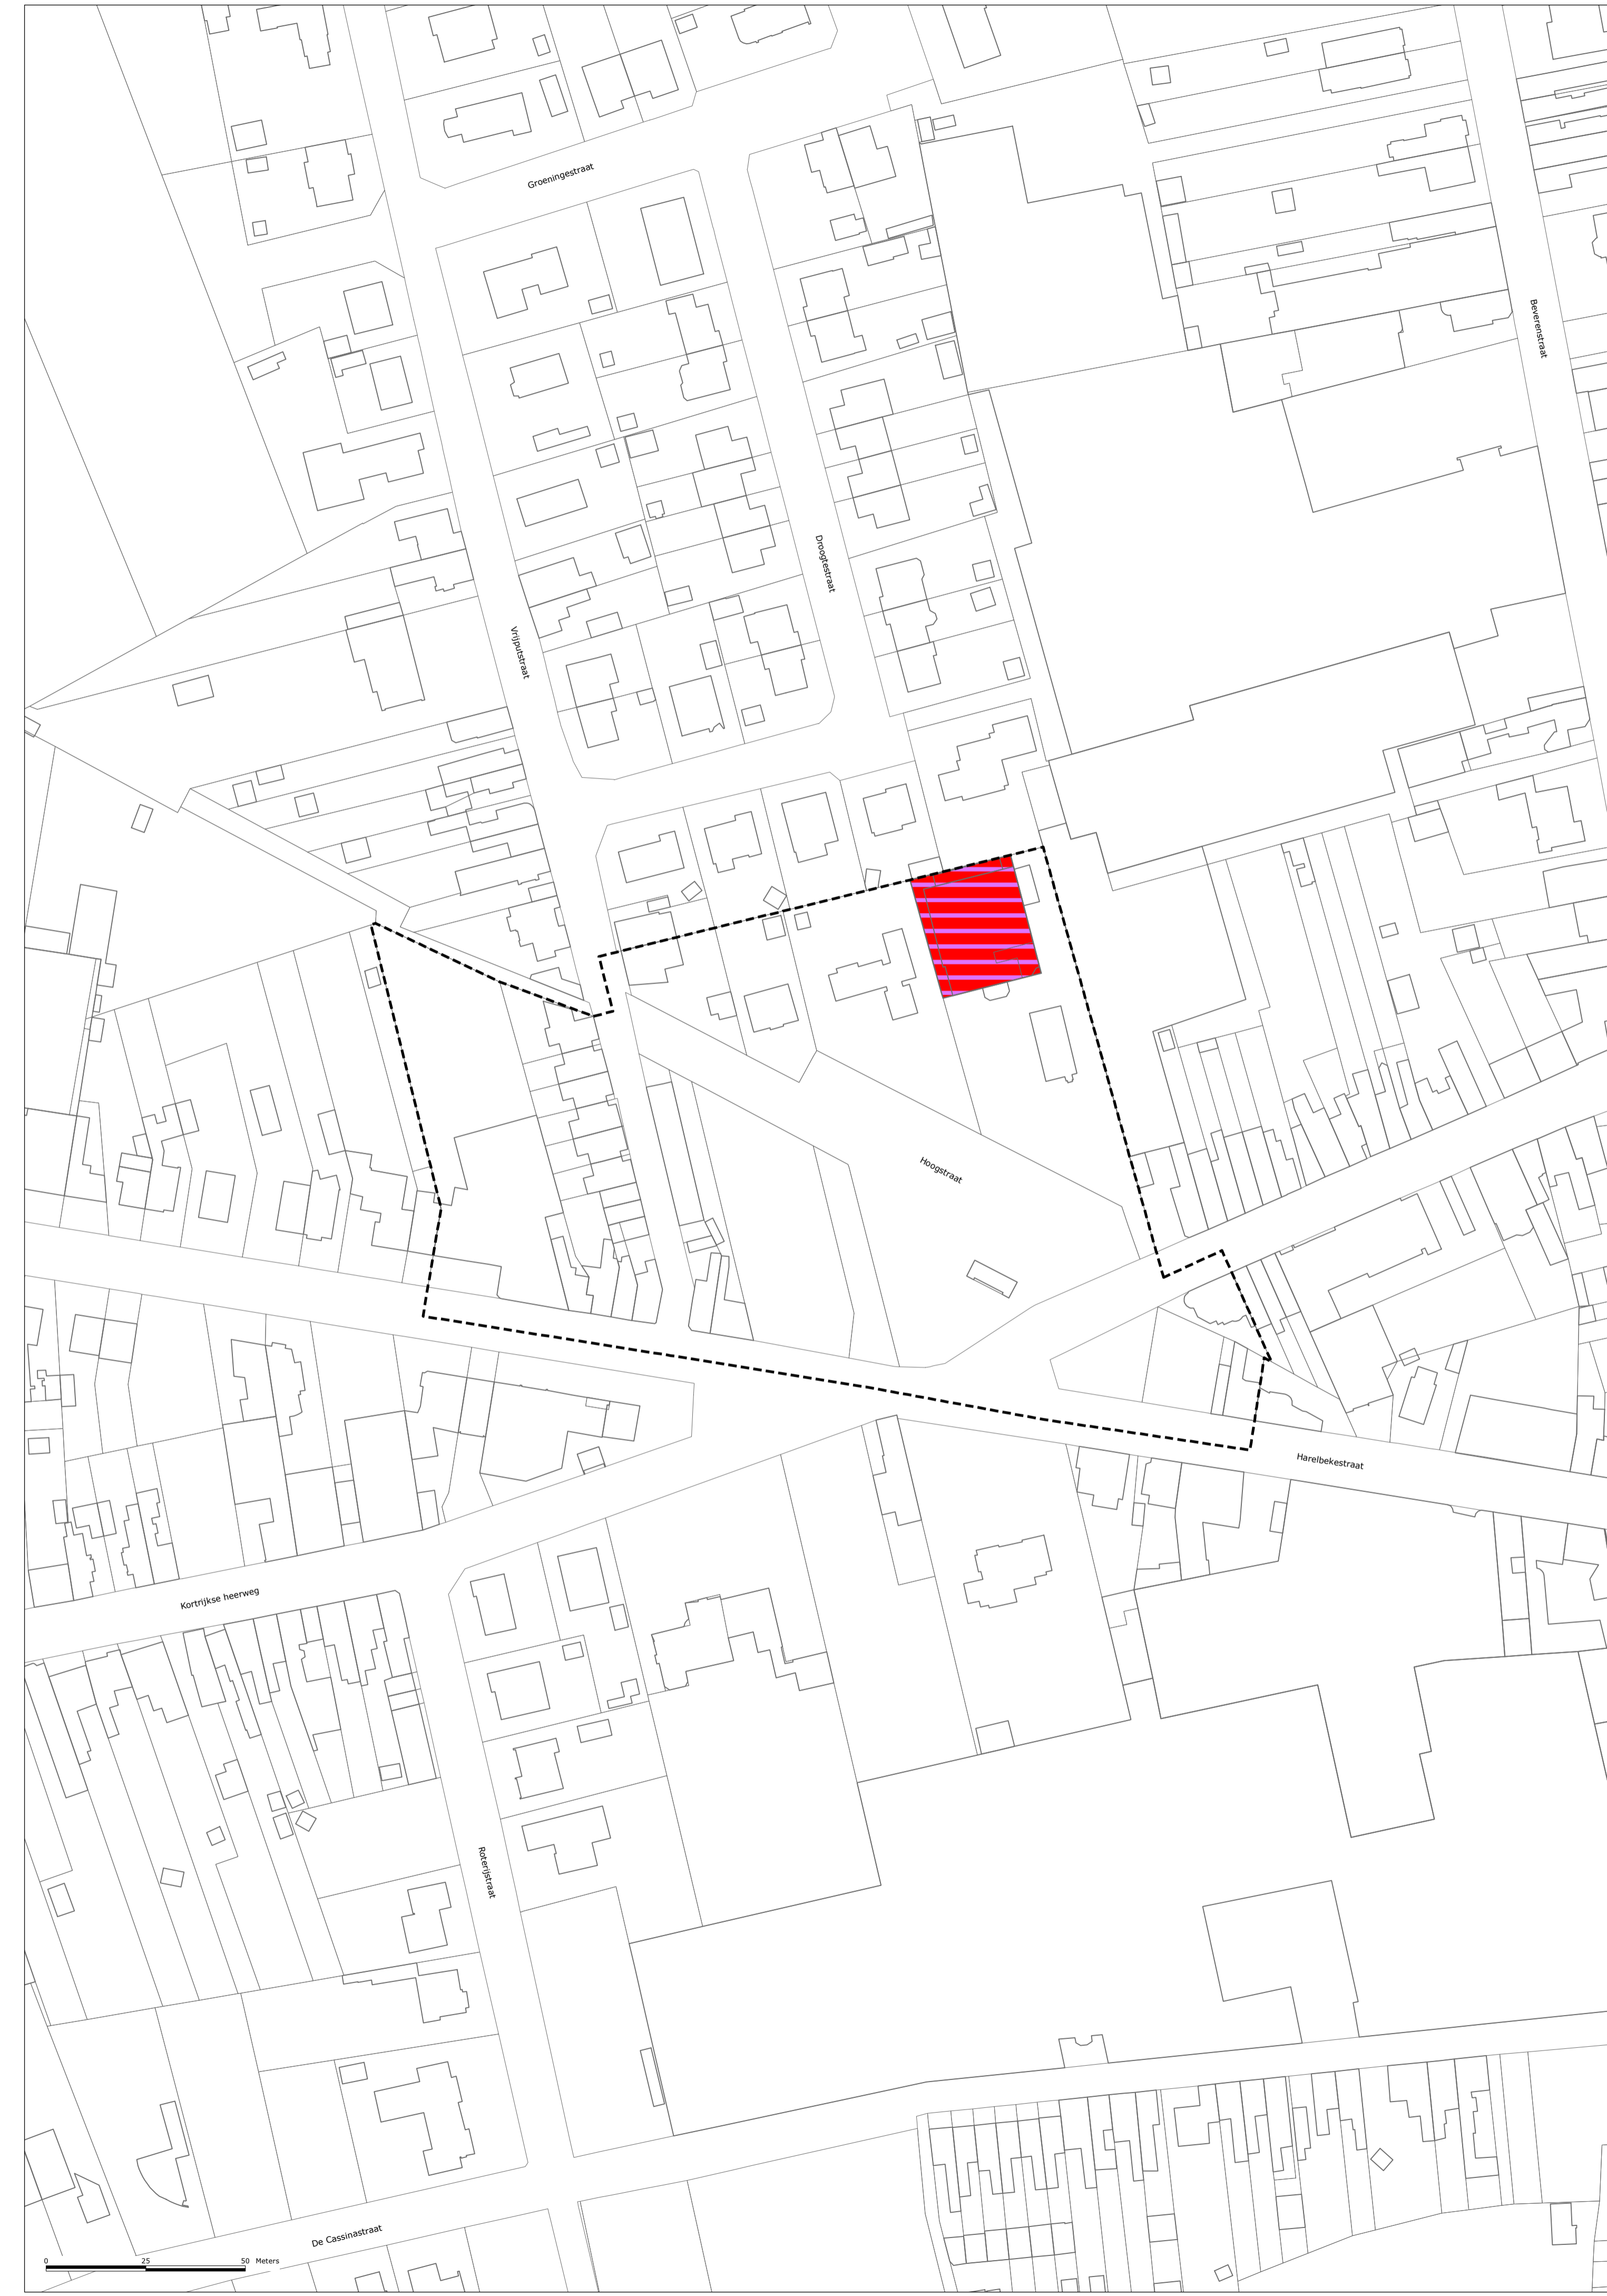 Groeningestraat
Beverenstraat
Droogtestraat
Vrijputstraat
Hoogstraat
Harelbekestraat
Kortrijkse heerweg
Roterijstraat
De Cassinastraat
0 25 50 Meters